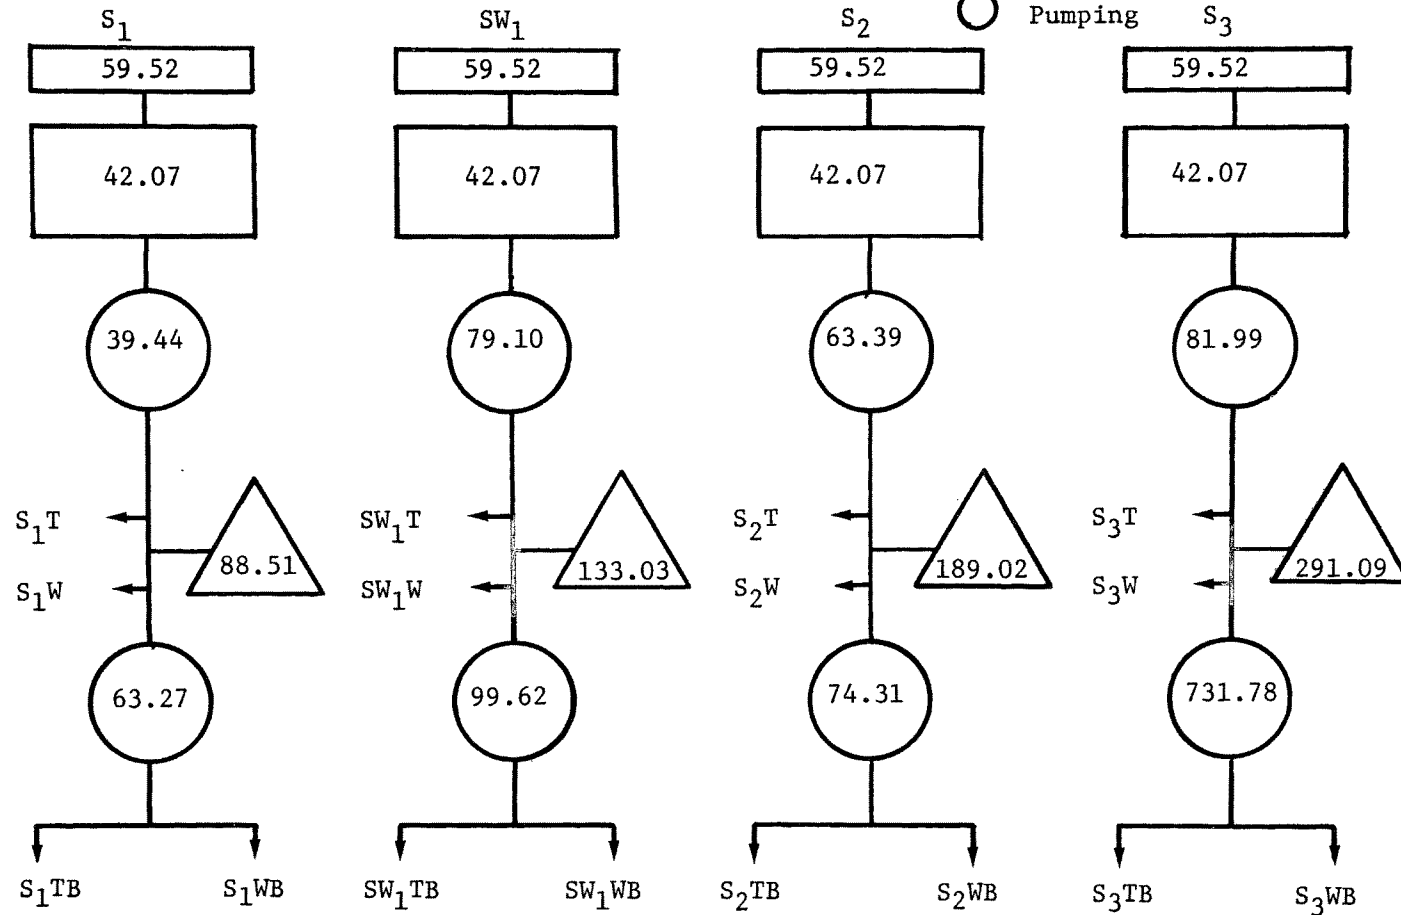 S1 SW1 S2 Pumping S3
59.52 59.52 59.52 59.52
42.07 42.07 42.07 42.07
39.44 79.10 63.39 81.99
S1T SW1T S2T S3T
88.51 133.03 189.02 291.09
S1W SW1W S2W S3W
63.27 99.62 74.31 731.78
S1TB S1WB SW1TB SW1WB S2TB S2WB S3TB S3WB